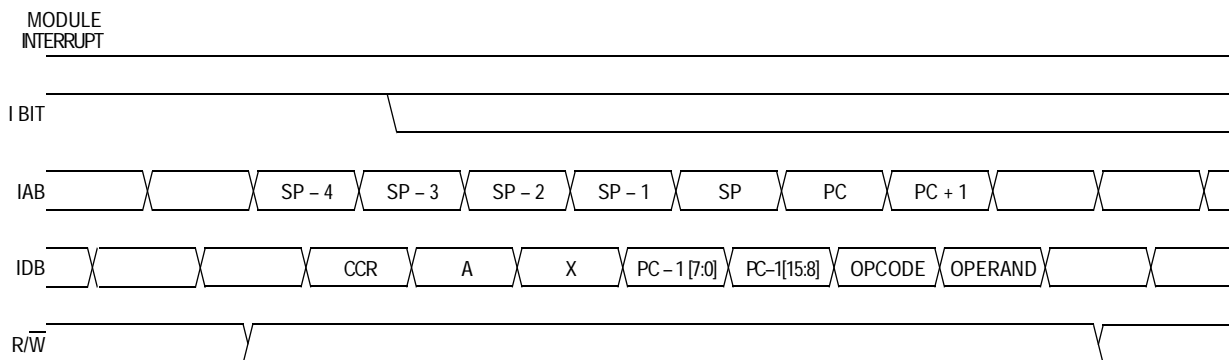 MODULE
INTERRUPT
I BIT
IAB SP – 4 SP – 3 SP – 2 SP – 1 SP PC PC + 1
IDB CCR A X PC – 1 [7:0] PC–1[15:8] OPCODE OPERAND
R/W̅